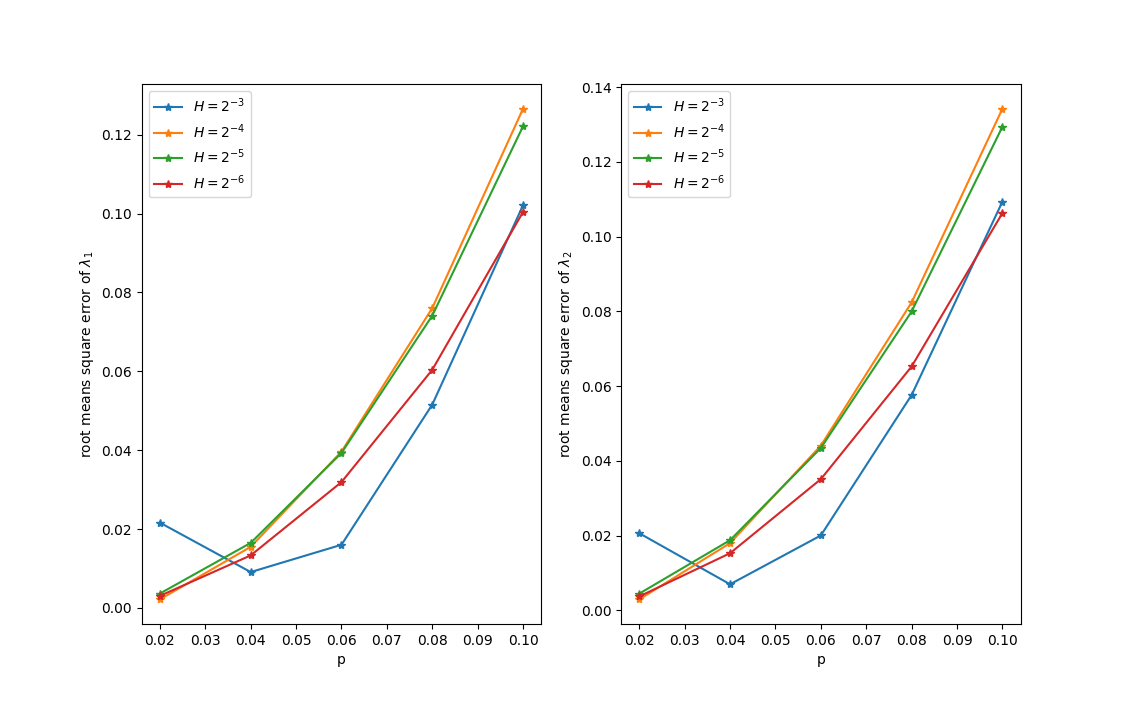 H = 2⁻³
H = 2⁻⁴
H = 2⁻⁵
H = 2⁻⁶
root means square error of λ₁
0.12
0.10
0.08
0.06
0.04
0.02
0.00
0.02 0.03 0.04 0.05 0.06 0.07 0.08 0.09 0.10
p
H = 2⁻³
H = 2⁻⁴
H = 2⁻⁵
H = 2⁻⁶
root means square error of λ₂
0.14
0.12
0.10
0.08
0.06
0.04
0.02
0.00
0.02 0.03 0.04 0.05 0.06 0.07 0.08 0.09 0.10
p